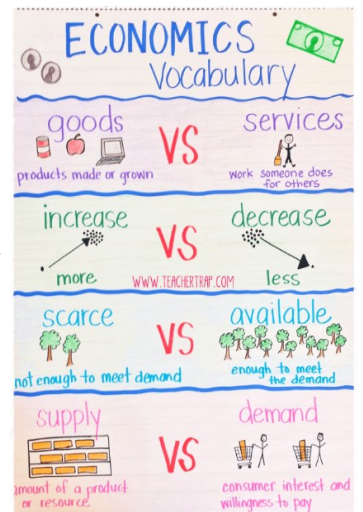 ECONOMICS
Vocabulary
goods VS services
products made or grown
work someone does
for others
increase VS decrease
more WWW.TEACHERTRAP.COM less
scarce VS available
not enough to meet demand
enough to meet
the demand
supply VS demand
amount of a product
or resource
consumer interest and
willingness to pay